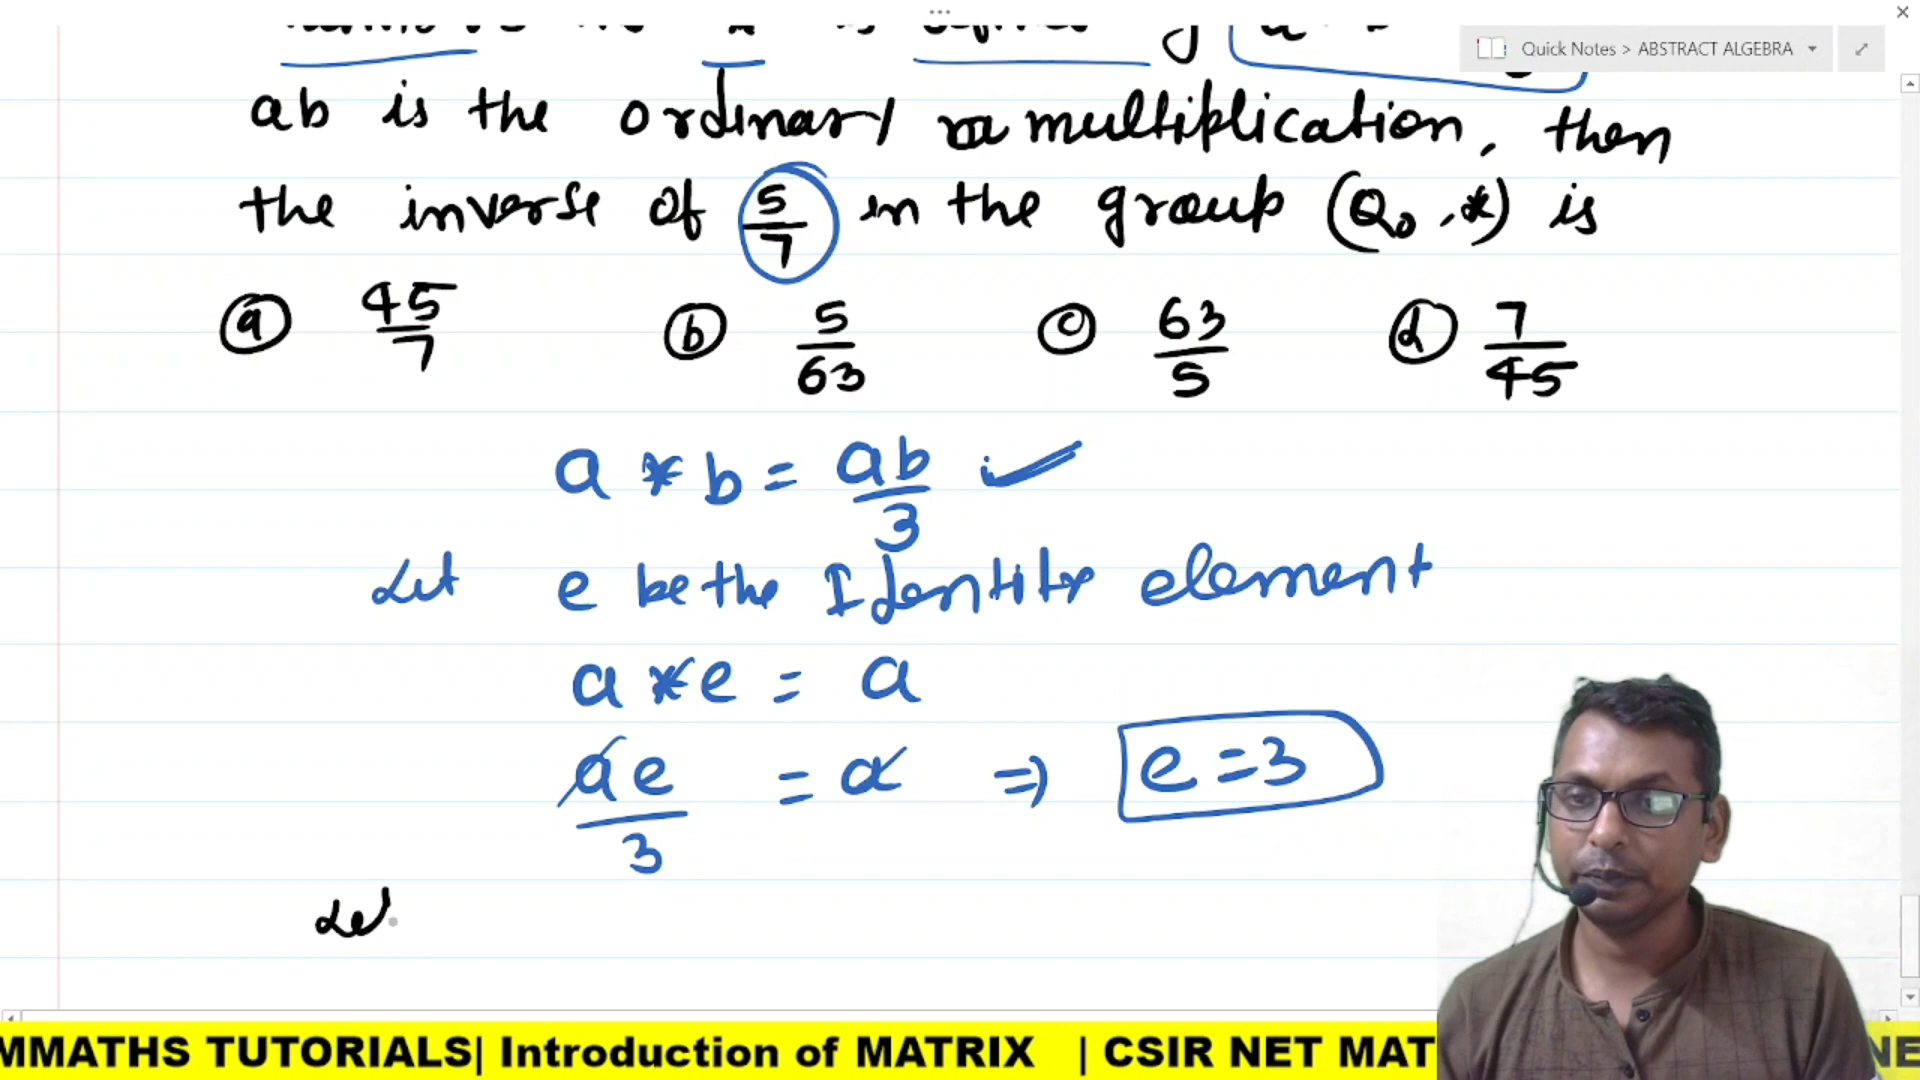 Quick Notes > ABSTRACT ALGEBRA
ab is the ordinary multiplication, then
the inverse of 5/7 in the group (Q₀, *) is
(a) 45/7 (b) 5/63 (c) 63/5 (d) 7/45
a * b = ab/3 ✓
Let e be the Identity element
a * e = a
ae/3 = a ⇒ e = 3
Let
MMATHS TUTORIALS| Introduction of MATRIX | CSIR NET MAT NE